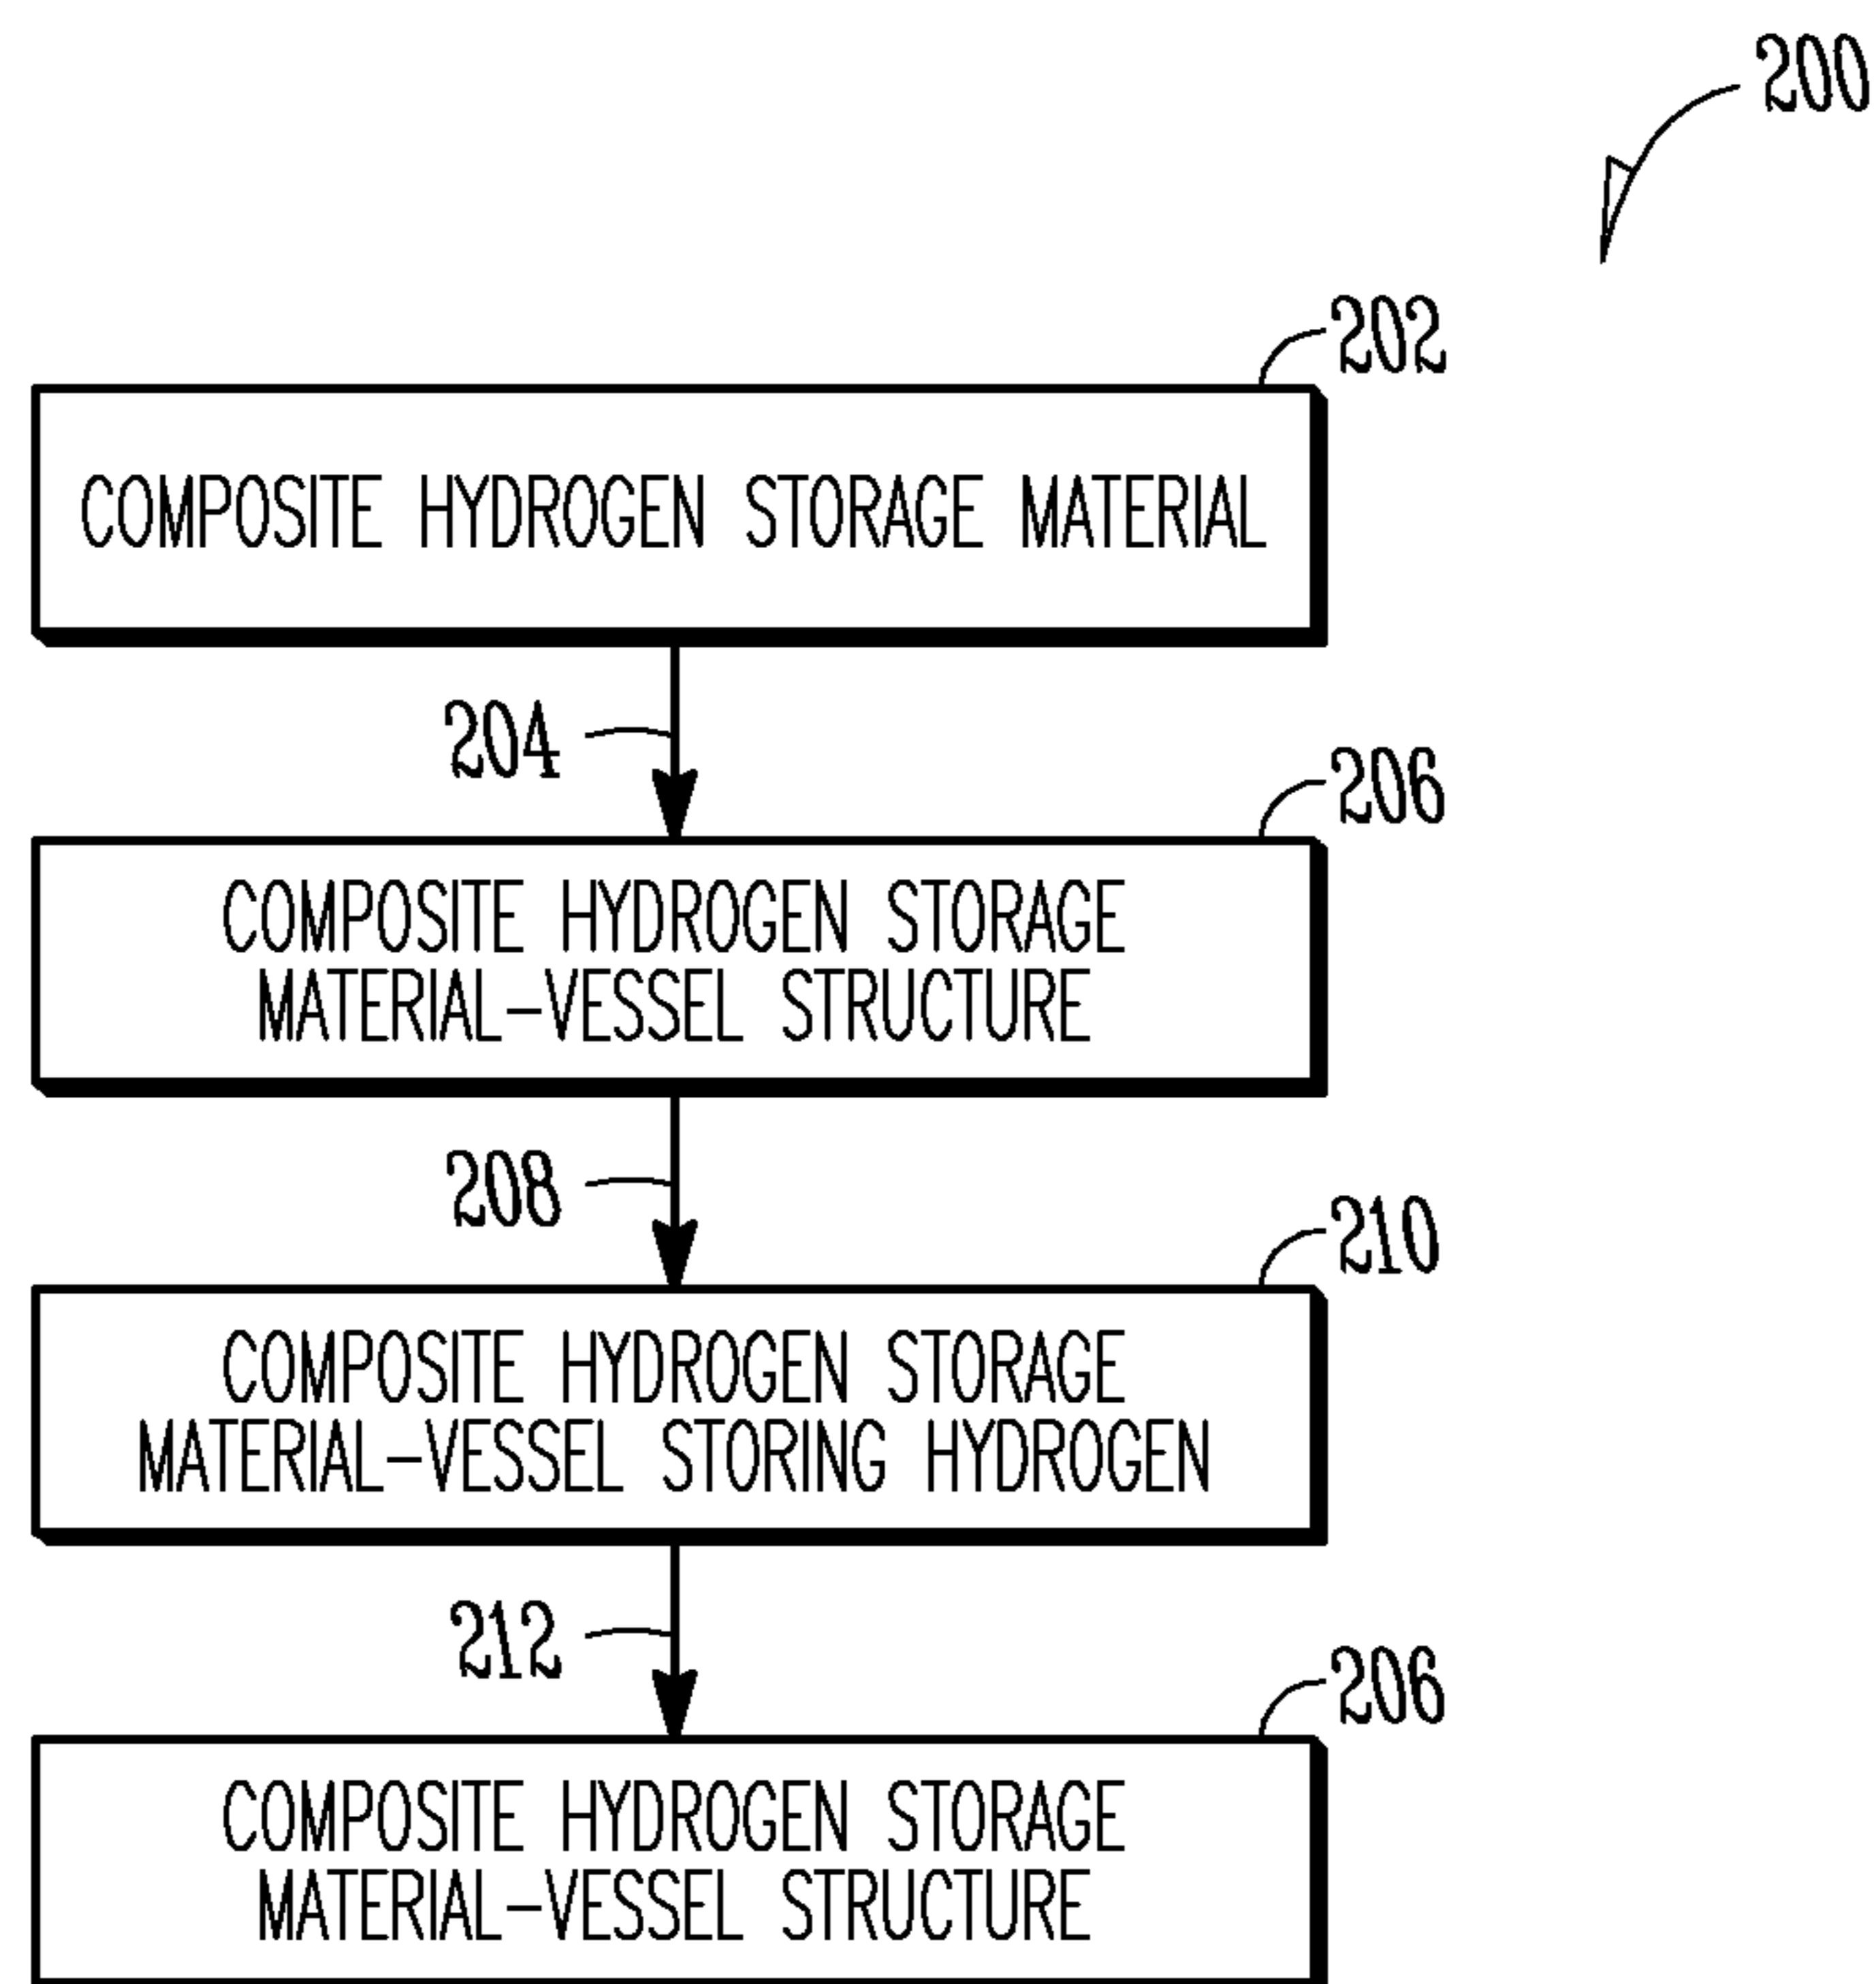 200
202
COMPOSITE HYDROGEN STORAGE MATERIAL
204
206
COMPOSITE HYDROGEN STORAGE
MATERIAL-VESSEL STRUCTURE
208
210
COMPOSITE HYDROGEN STORAGE
MATERIAL-VESSEL STORING HYDROGEN
212
206
COMPOSITE HYDROGEN STORAGE
MATERIAL-VESSEL STRUCTURE